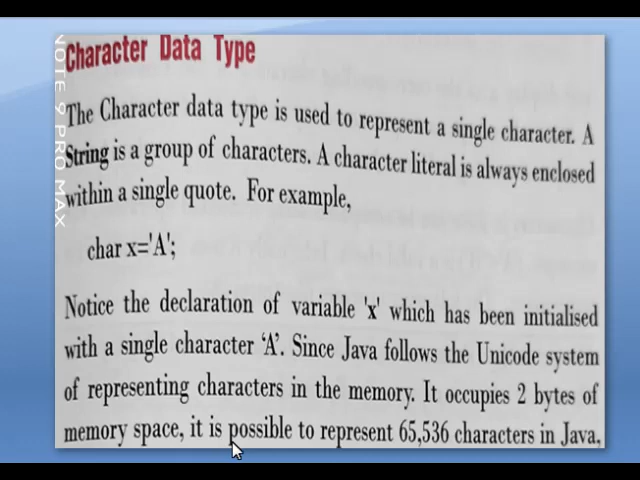 Character Data Type
The Character data type is used to represent a single character. A
String is a group of characters. A character literal is always enclosed
within a single quote. For example,
char x='A';
Notice the declaration of variable 'x' which has been initialised
with a single character ‘A’. Since Java follows the Unicode system
of representing characters in the memory. It occupies 2 bytes of
memory space, it is possible to represent 65,536 characters in Java,
NOTE 9 PRO MAX